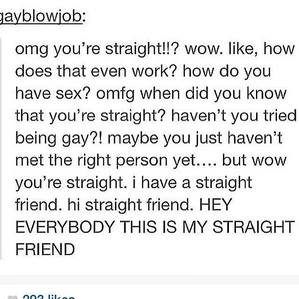 gayblowjob:
omg you're straight!!? wow. like, how
does that even work? how do you
have sex? omfg when did you know
that you're straight? haven't you tried
being gay?! maybe you just haven't
met the right person yet.... but wow
you're straight. i have a straight
friend. hi straight friend. HEY
EVERYBODY THIS IS MY STRAIGHT
FRIEND
293 likes